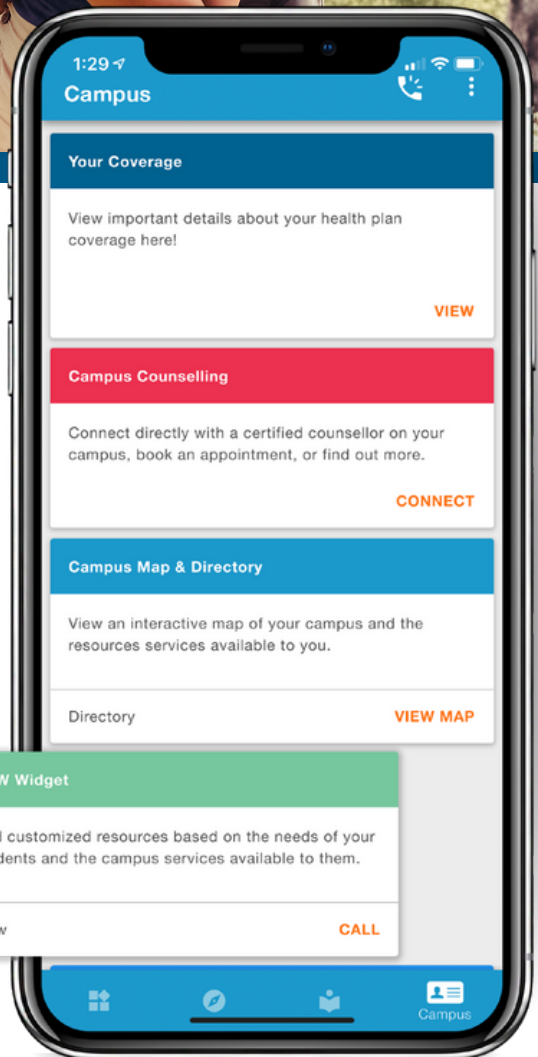 1:29
Campus
Your Coverage
View important details about your health plan
coverage here!
VIEW
Campus Counselling
Connect directly with a certified counsellor on your
campus, book an appointment, or find out more.
CONNECT
Campus Map & Directory
View an interactive map of your campus and the
resources services available to you.
Directory VIEW MAP
W Widget
customized resources based on the needs of your
dents and the campus services available to them.
CALL
Campus